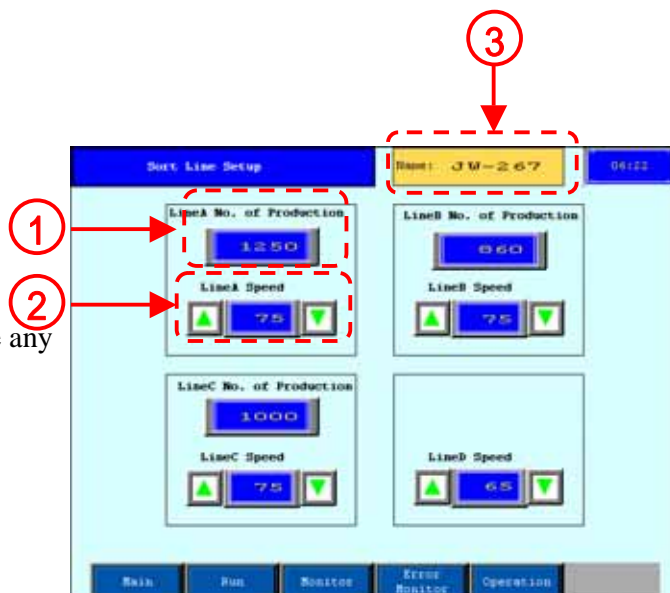 3
Sort Line Setup
Name: JW-267
06:22
1
LineA No. of Production
1250
LineB No. of Production
860
2
LineA Speed
75
LineB Speed
75
any
LineC No. of Production
1000
LineC Speed
75
LineD Speed
65
Main
Run
Monitor
Error
Monitor
Operation